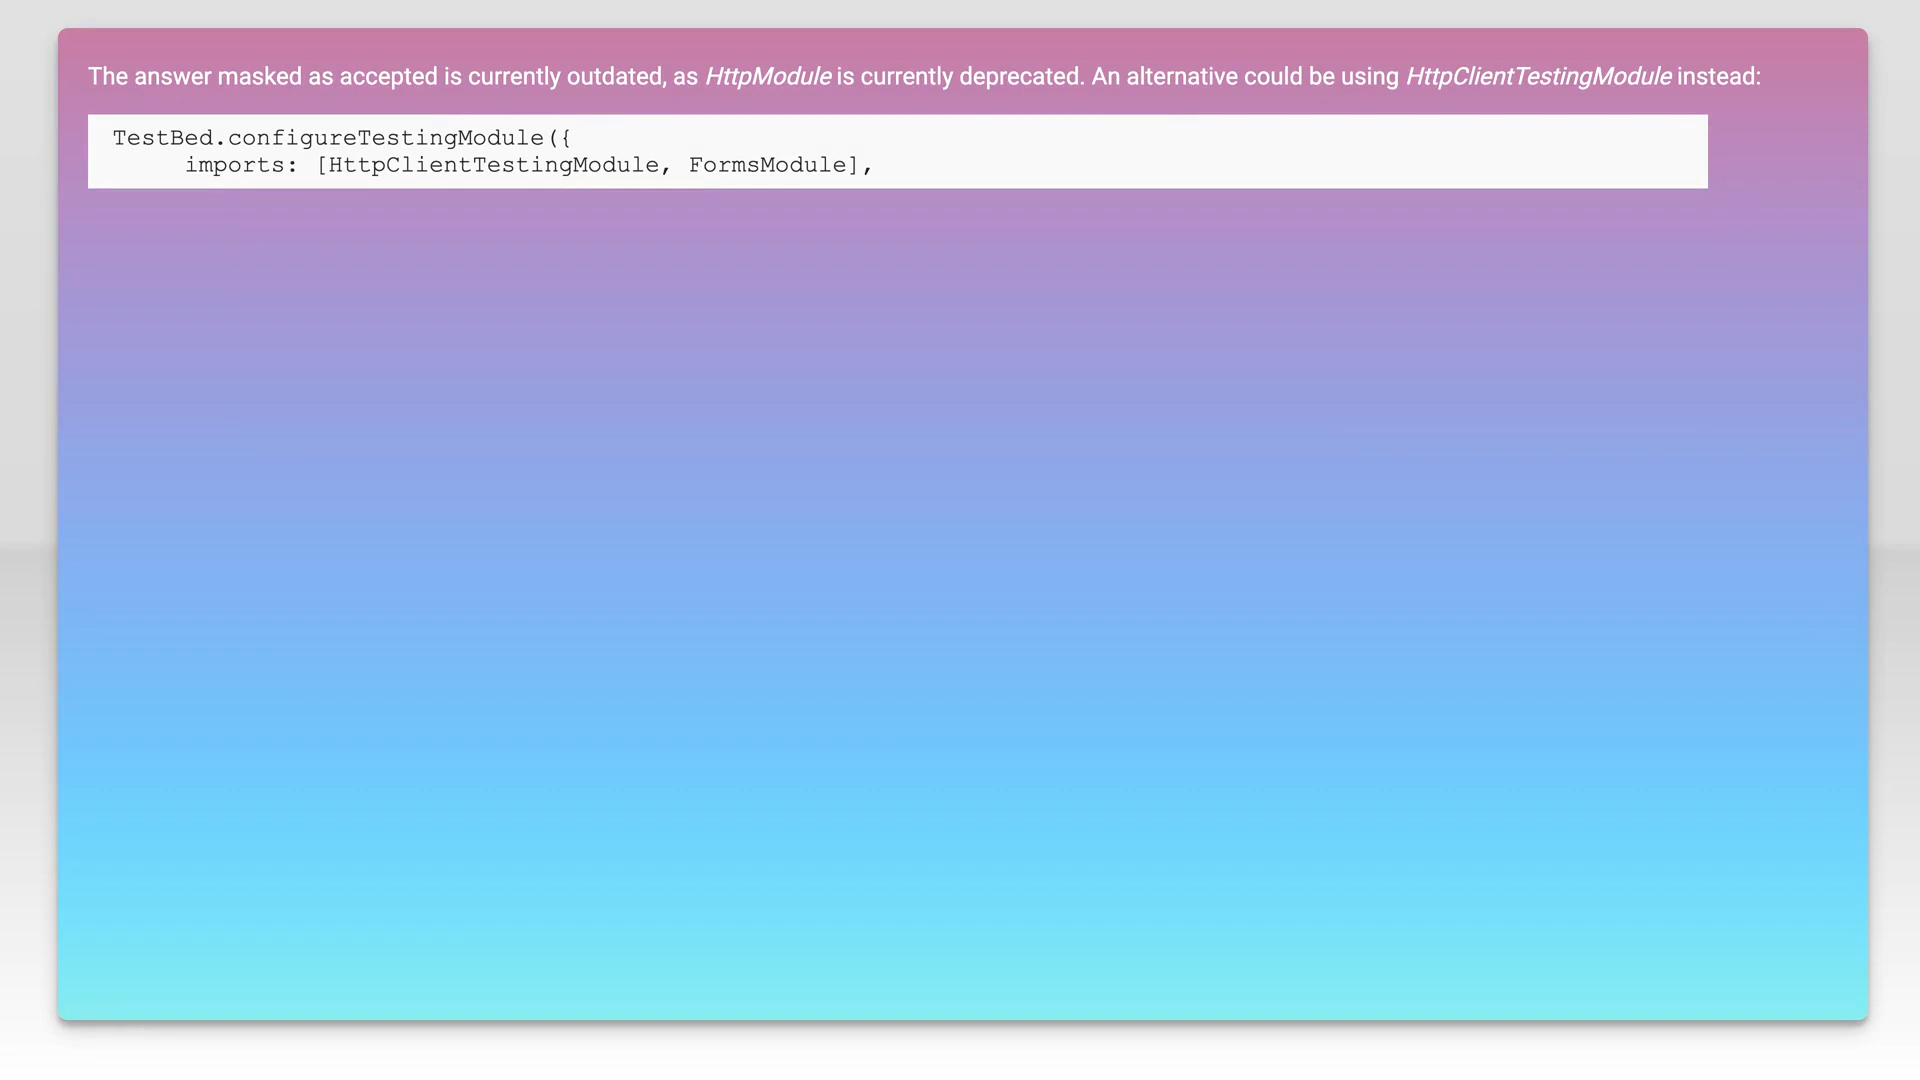 The answer masked as accepted is currently outdated, as HttpModule is currently deprecated. An alternative could be using HttpClientTestingModule instead:
TestBed.configureTestingModule({
imports: [HttpClientTestingModule, FormsModule],